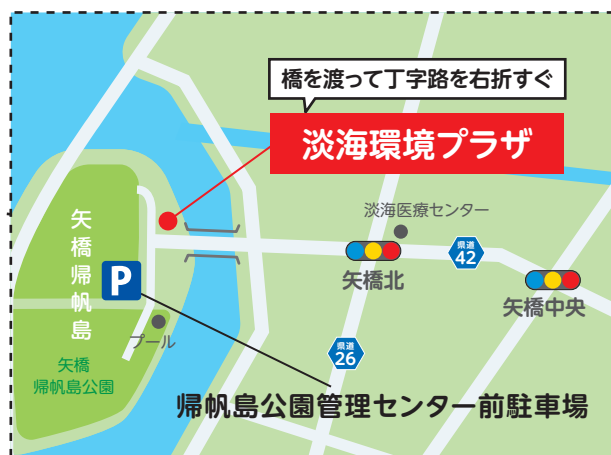 橋を渡って丁字路を右折すぐ
淡海環境プラザ
淡海医療センター
矢橋帰帆島
P
矢橋北
県道
42
矢橋中央
プール
県道
26
矢橋
帰帆島公園
帰帆島公園管理センター前駐車場